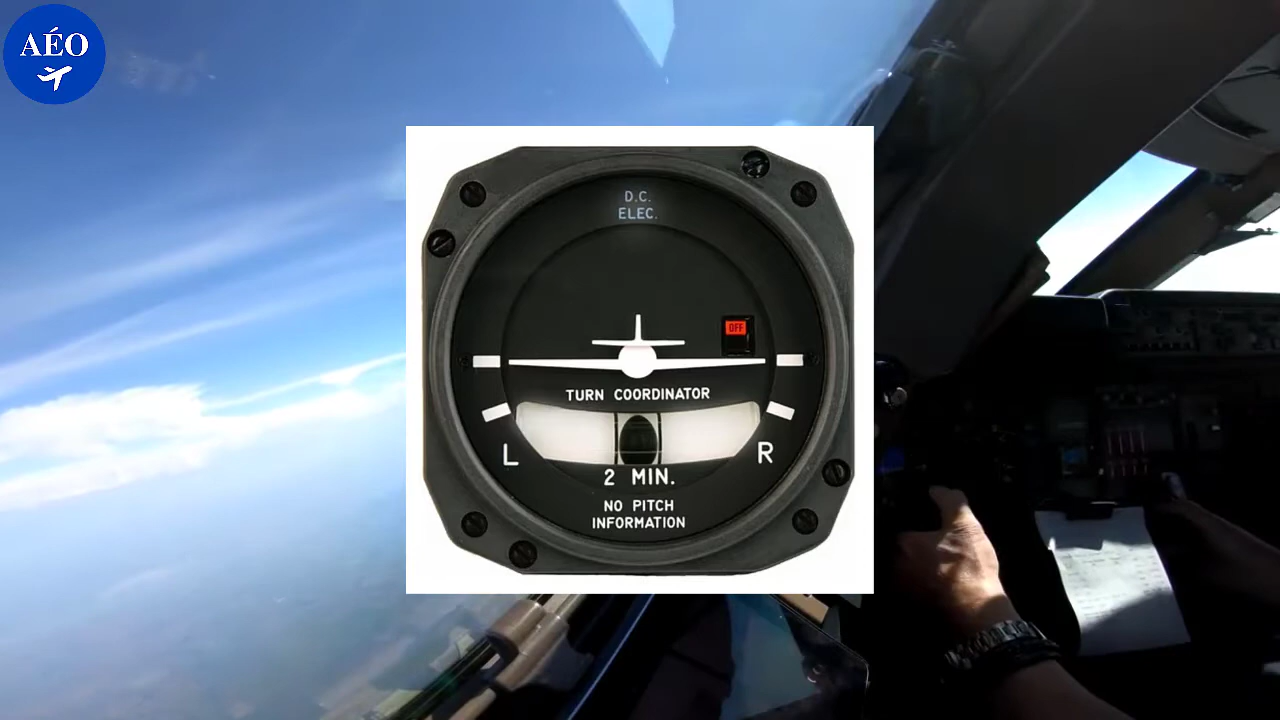 AÉO
D.C.
ELEC.
OFF
TURN COORDINATOR
L
R
2 MIN.
NO PITCH
INFORMATION